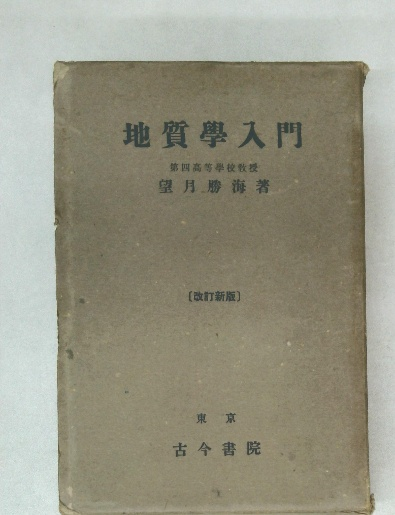 地質學入門
第四高等學校教授
望月勝海著
〔改訂新版〕
東京
古今書院